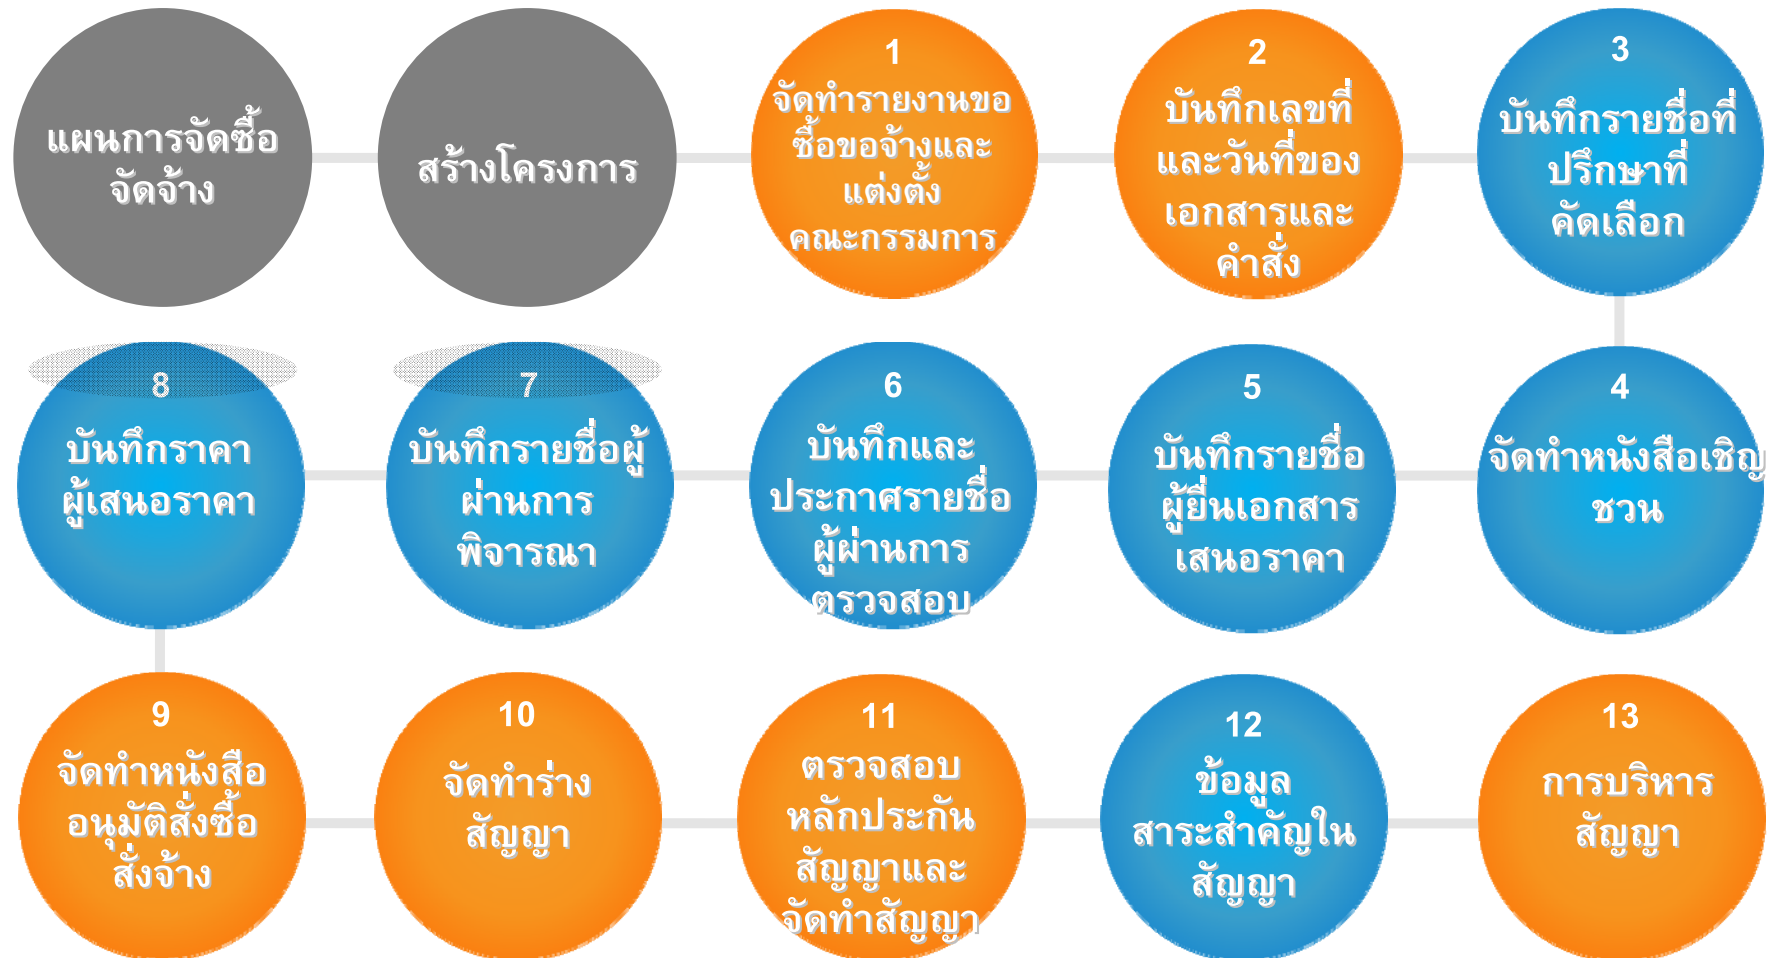 แผนการจัดซื้อ
จัดจ้าง
สร้างโครงการ
1
จัดทำรายงานขอ
ซื้อขอจ้างและ
แต่งตั้ง
คณะกรรมการ
2
บันทึกเลขที่
และวันที่ของ
เอกสารและ
คำสั่ง
3
บันทึกรายชื่อที่
ปรึกษาที่
คัดเลือก
4
จัดทำหนังสือเชิญ
ชวน
5
บันทึกรายชื่อ
ผู้ยื่นเอกสาร
เสนอราคา
6
บันทึกและ
ประกาศรายชื่อ
ผู้ผ่านการ
ตรวจสอบ
7
บันทึกรายชื่อผู้
ผ่านการ
พิจารณา
8
บันทึกราคา
ผู้เสนอราคา
9
จัดทำหนังสือ
อนุมัติสั่งซื้อ
สั่งจ้าง
10
จัดทำร่าง
สัญญา
11
ตรวจสอบ
หลักประกัน
สัญญาและ
จัดทำสัญญา
12
ข้อมูล
สาระสำคัญใน
สัญญา
13
การบริหาร
สัญญา